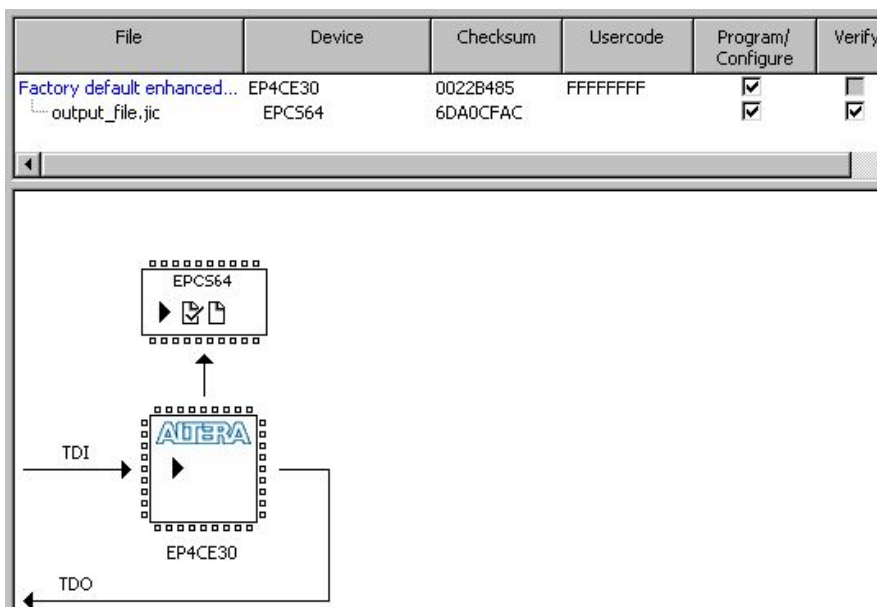 File Device Checksum Usercode Program/ Configure Verify
Factory default enhanced... EP4CE30 0022B485 FFFFFFFF
output_file.jic EPCS64 6DA0CFAC
EPCS64
ALTERA
TDI
EP4CE30
TDO